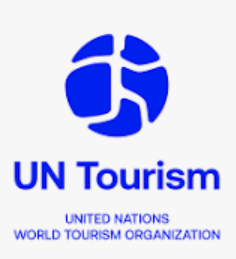 UN Tourism
UNITED NATIONS
WORLD TOURISM ORGANIZATION